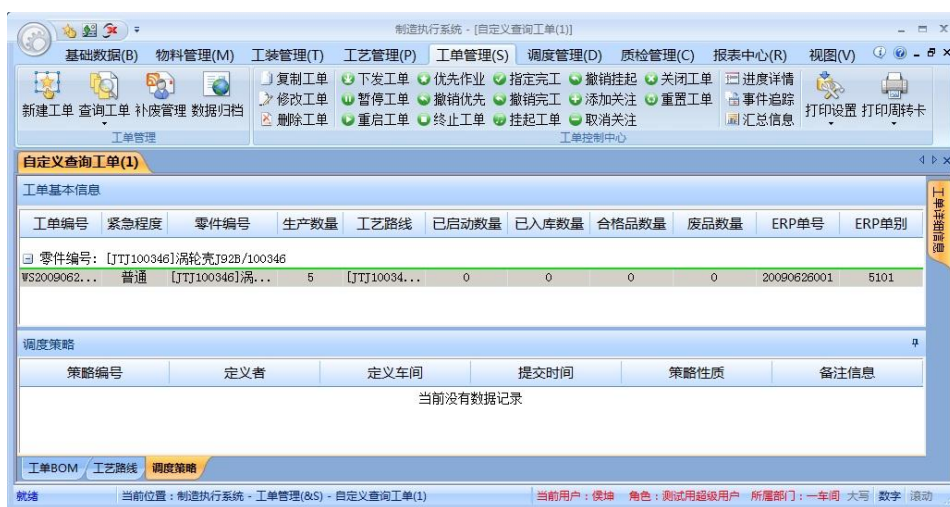 制造执行系统 - [自定义查询工单(1)]
基础数据(B) 物料管理(M) 工装管理(T) 工艺管理(P) 工单管理(S) 调度管理(D) 质检管理(C) 报表中心(R) 视图(V)
复制工单 下发工单 优先作业 指定完工 撤销挂起 关闭工单 进度详情
修改工单 暂停工单 撤销优先 撤销完工 添加关注 重置工单 事件追踪
新建工单 查询工单 补废管理 数据归档 打印设置 打印周转卡
删除工单 重启工单 终止工单 挂起工单 取消关注 汇总信息
工单管理 工单控制中心
自定义查询工单(1)
工单基本信息
工单详细信息
工单编号 紧急程度 零件编号 生产数量 工艺路线 已启动数量 已入库数量 合格品数量 废品数量 ERP单号 ERP单别
零件编号: [JTJ100346]涡轮壳J92B/100346
WS2009062... 普通 [JTJ100346]涡... 5 [JTJ10034... 0 0 0 0 20090626001 5101
调度策略
策略编号 定义者 定义车间 提交时间 策略性质 备注信息
当前没有数据记录
工单BOM 工艺路线 调度策略
就绪 当前位置：制造执行系统 - 工单管理(&S) - 自定义查询工单(1) 当前用户：侯坤 角色：测试用超级用户 所属部门：一车间 大写 数字 滚动